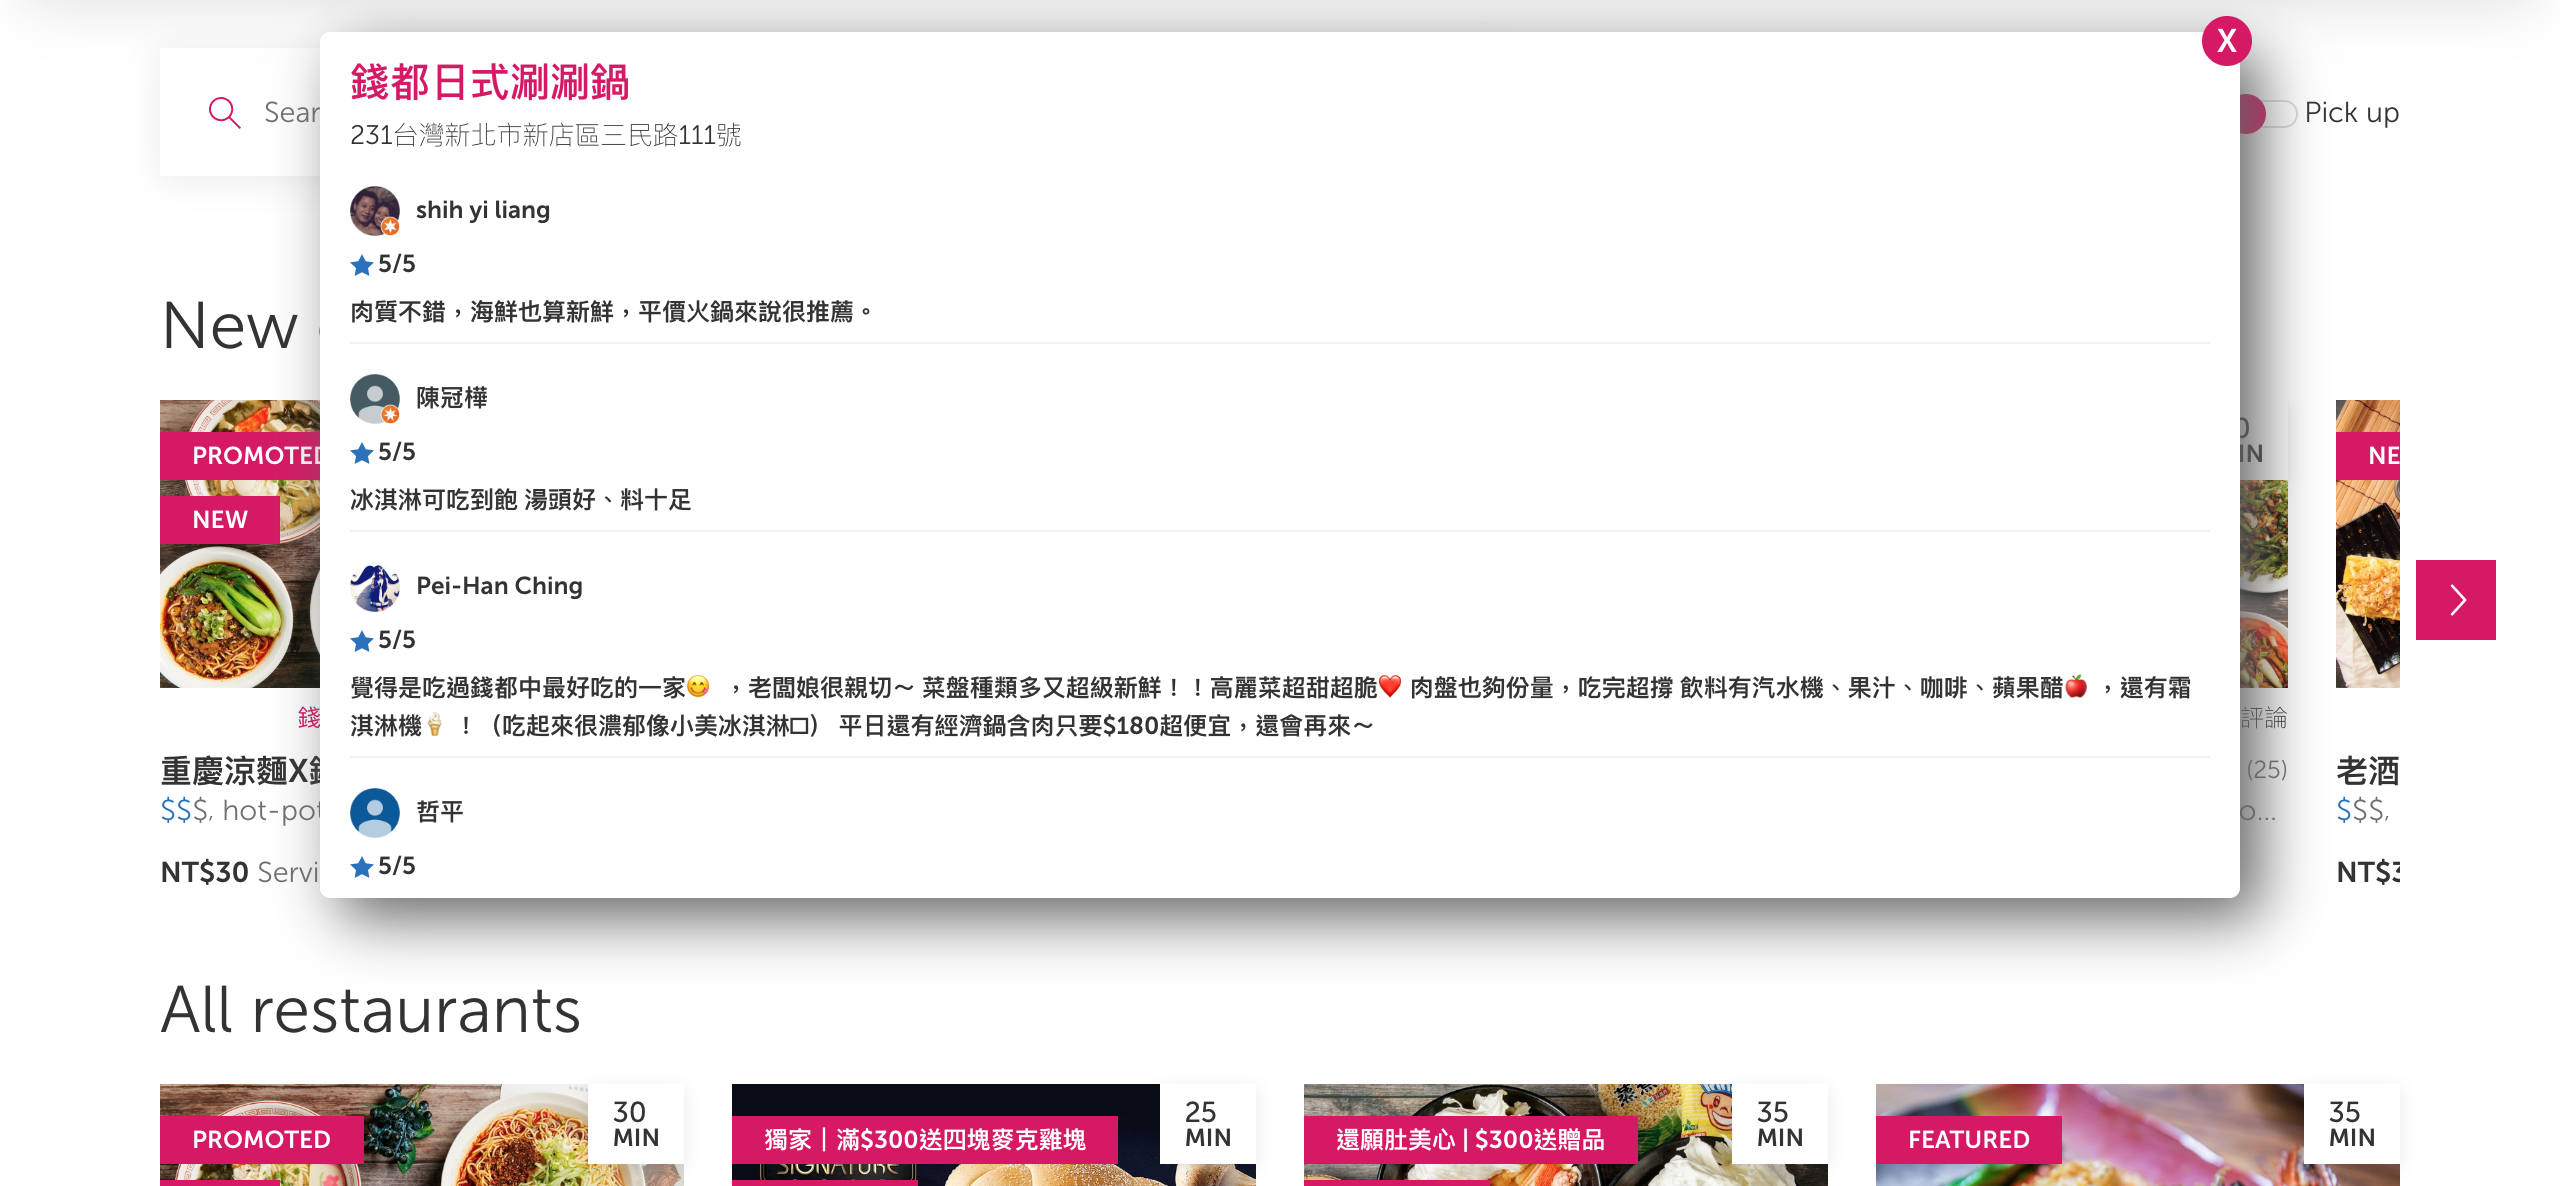 X
錢都日式涮涮鍋
231台灣新北市新店區三民路111號
Pick up
shih yi liang
5/5
肉質不錯，海鮮也算新鮮，平價火鍋來說很推薦。
New
陳冠樺
5/5
冰淇淋可吃到飽 湯頭好、料十足
PROMOTED
NEW
Pei-Han Ching
5/5
覺得是吃過錢都中最好吃的一家😋 ，老闆娘很親切～ 菜盤種類多又超級新鮮！！高麗菜超甜超脆❤️ 肉盤也夠份量，吃完超撐 飲料有汽水機、果汁、咖啡、蘋果醋🍎 ，還有霜
淇淋機🍦 ！（吃起來很濃郁像小美冰淇淋□） 平日還有經濟鍋含肉只要$180超便宜，還會再來～
錢
評論
重慶涼麵X
(25)
老酒
$$$, hot-pot
$$$,
哲平
5/5
NT$30
All restaurants
PROMOTED
30
MIN
獨家｜滿$300送四塊麥克雞塊
25
MIN
SIGNATURE
還願肚美心 | $300送贈品
35
MIN
FEATURED
35
MIN